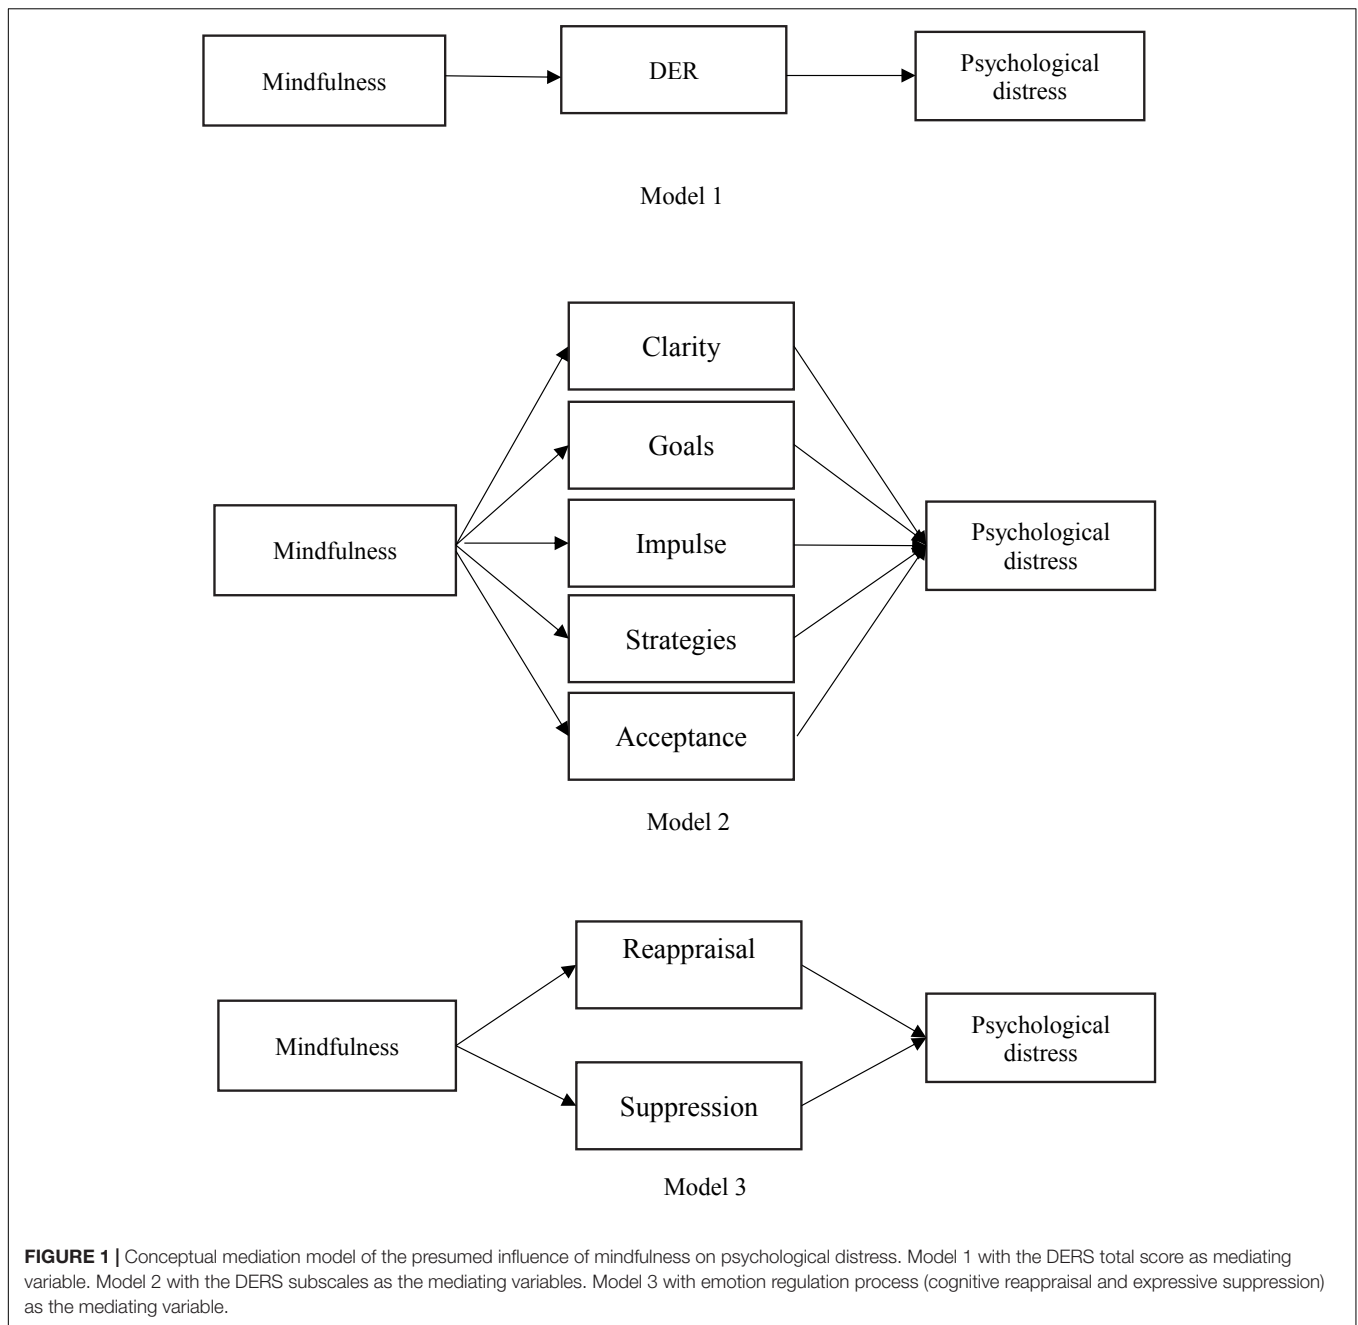 Mindfulness
DER
Psychological
distress
Model 1
Clarity
Goals
Mindfulness
Impulse
Psychological
distress
Strategies
Acceptance
Model 2
Reappraisal
Mindfulness
Psychological
distress
Suppression
Model 3
FIGURE 1 | Conceptual mediation model of the presumed influence of mindfulness on psychological distress. Model 1 with the DERS total score as mediating
variable. Model 2 with the DERS subscales as the mediating variables. Model 3 with emotion regulation process (cognitive reappraisal and expressive suppression)
as the mediating variable.